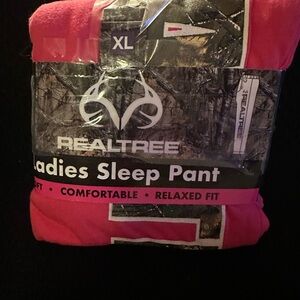 XL
REALTREE
REALTREE
Ladies Sleep Pant
COMFORTABLE • RELAXED FIT